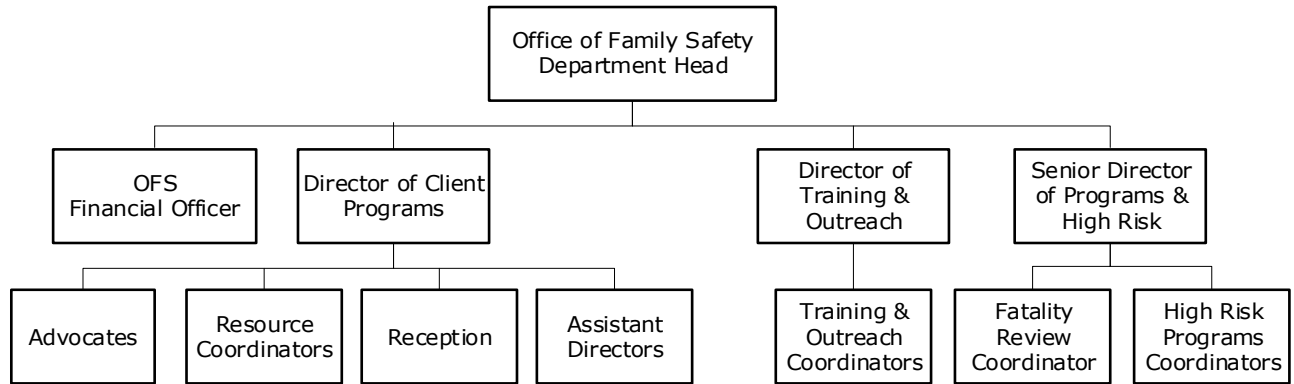 Office of Family Safety
Department Head
OFS
Financial Officer
Director of Client
Programs
Director of
Training &
Outreach
Senior Director
of Programs &
High Risk
Advocates
Resource
Coordinators
Reception
Assistant
Directors
Training &
Outreach
Coordinators
Fatality
Review
Coordinator
High Risk
Programs
Coordinators